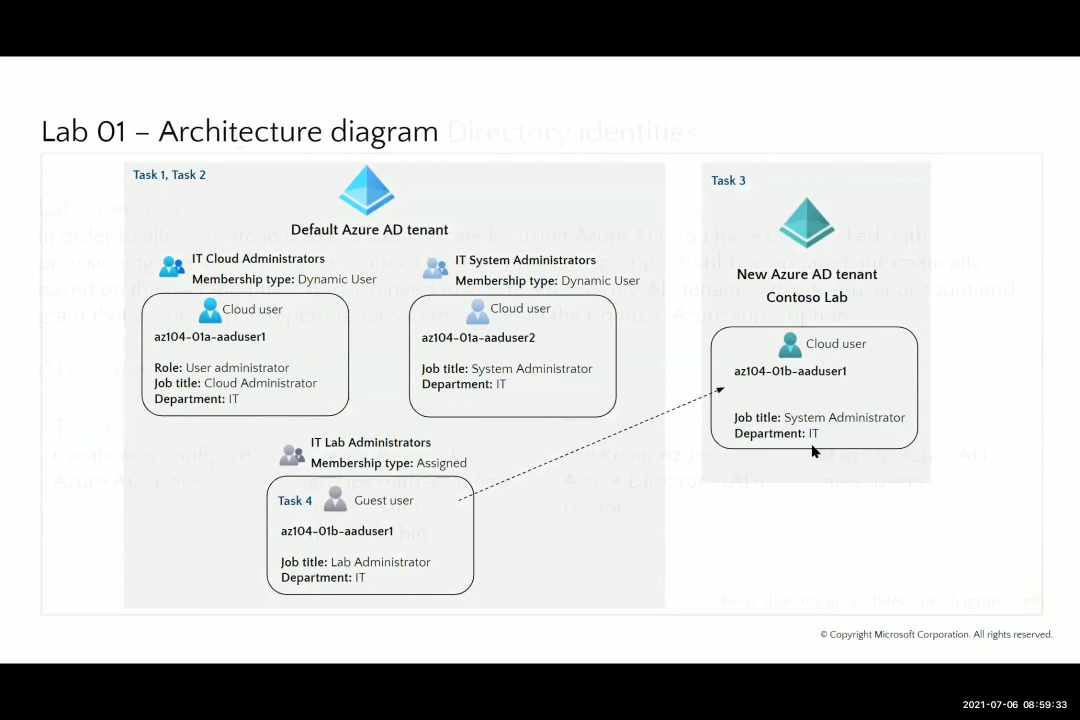 Lab 01 – Architecture diagram Directory identities
Task 1, Task 2
Default Azure AD tenant
IT Cloud Administrators
Membership type: Dynamic User
Cloud user
az104-01a-aaduser1
Role: User administrator
Job title: Cloud Administrator
Department: IT
IT System Administrators
Membership type: Dynamic User
Cloud user
az104-01a-aaduser2
Job title: System Administrator
Department: IT
IT Lab Administrators
Membership type: Assigned
Task 4
Guest user
az104-01b-aaduser1
Job title: Lab Administrator
Department: IT
Task 3
New Azure AD tenant
Contoso Lab
Cloud user
az104-01b-aaduser1
Job title: System Administrator
Department: IT
© Copyright Microsoft Corporation. All rights reserved.
2021-07-06 08:59:33